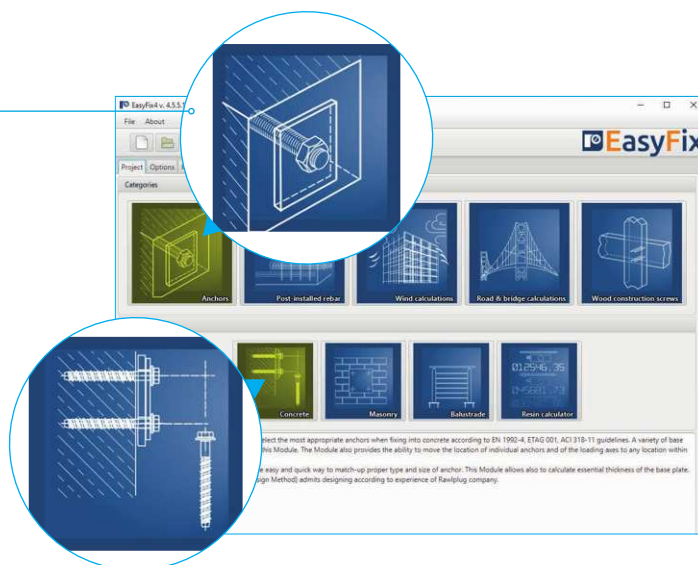 EasyFix4 v. 4.5.5.1
File About
EasyFix
Project Options
Categories
Anchors
Post-installed rebar
Wind calculations
Road & bridge calculations
Wood construction screws
Concrete
Masonry
Balustrade
Resin calculator
012546.35
elect the most appropriate anchors when fixing into concrete according to EN 1992-4, ETAG 001, ACI 318-11 guidelines. A variety of base
this Module. The Module also provides the ability to move the location of individual anchors and of the loading axes to any location within
e easy and quick way to match-up proper type and size of anchor. This Module allows also to calculate essential thickness of the base plate.
sign Method) admits designing according to experience of Rawlplug company.